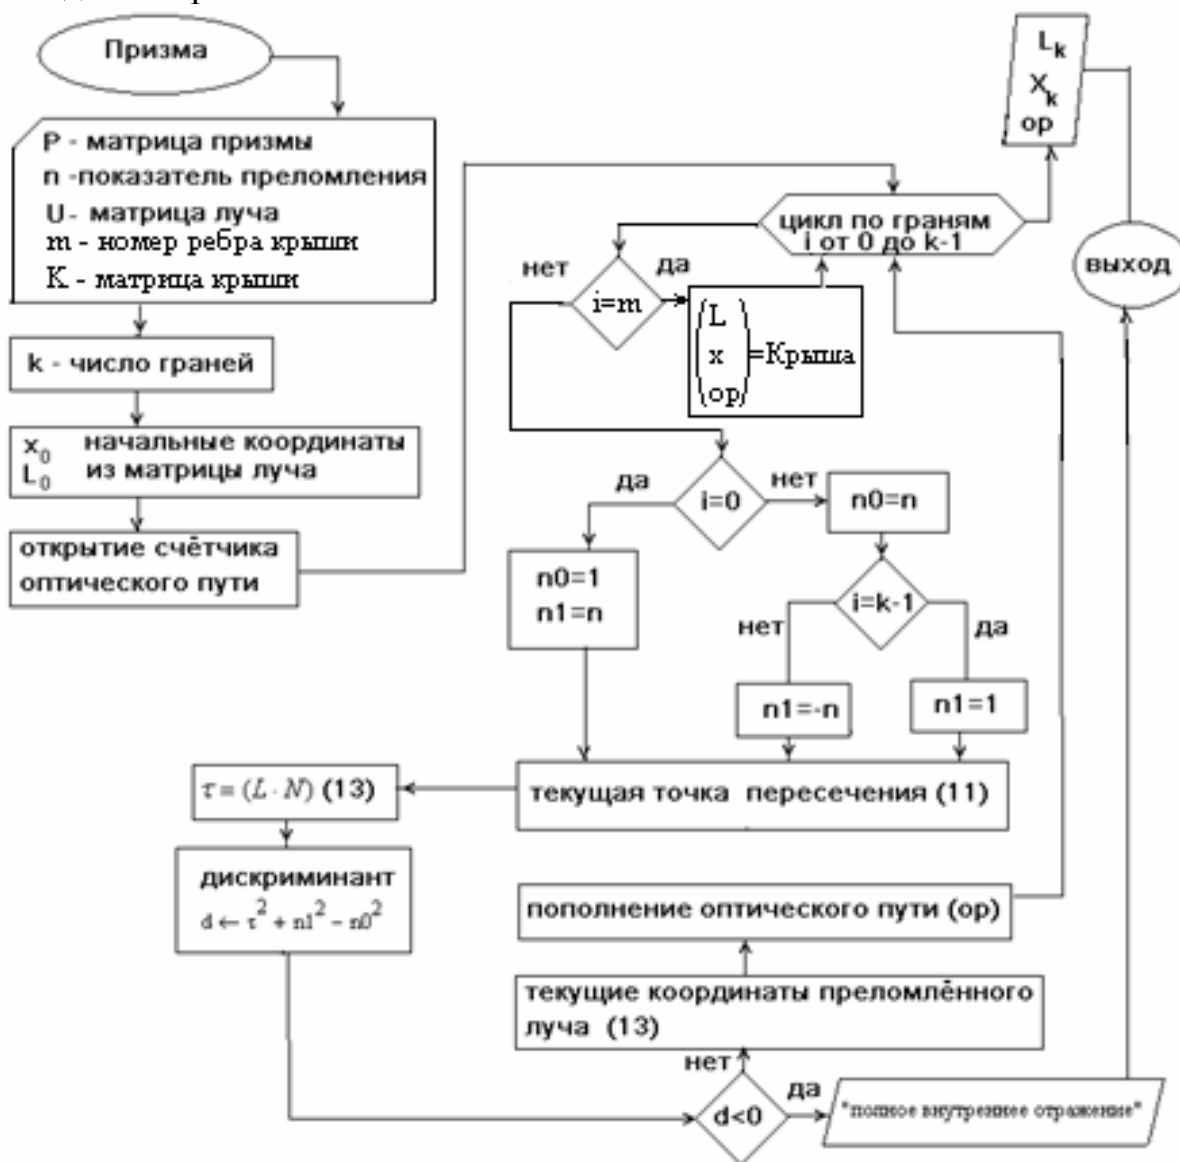 Призма
P - матрица призмы
n -показатель преломления
U- матрица луча
m - номер ребра крыши
K - матрица крыши
k - число граней
x₀ начальные координаты
L₀ из матрицы луча
открытие счётчика
оптического пути
L_k
X_k
op
выход
цикл по граням
i от 0 до k-1
нет
да
i=m
(L
x
op) =Крыша
да
нет
i=0
n0=n
n0=1
n1=n
i=k-1
нет
да
n1=-n
n1=1
τ = (L · N) (13)
текущая точка пересечения (11)
дискриминант
d ← τ² + n1² − n0²
пополнение оптического пути (op)
текущие координаты преломлённого
луча (13)
нет
да
d<0
"полное внутреннее отражение"